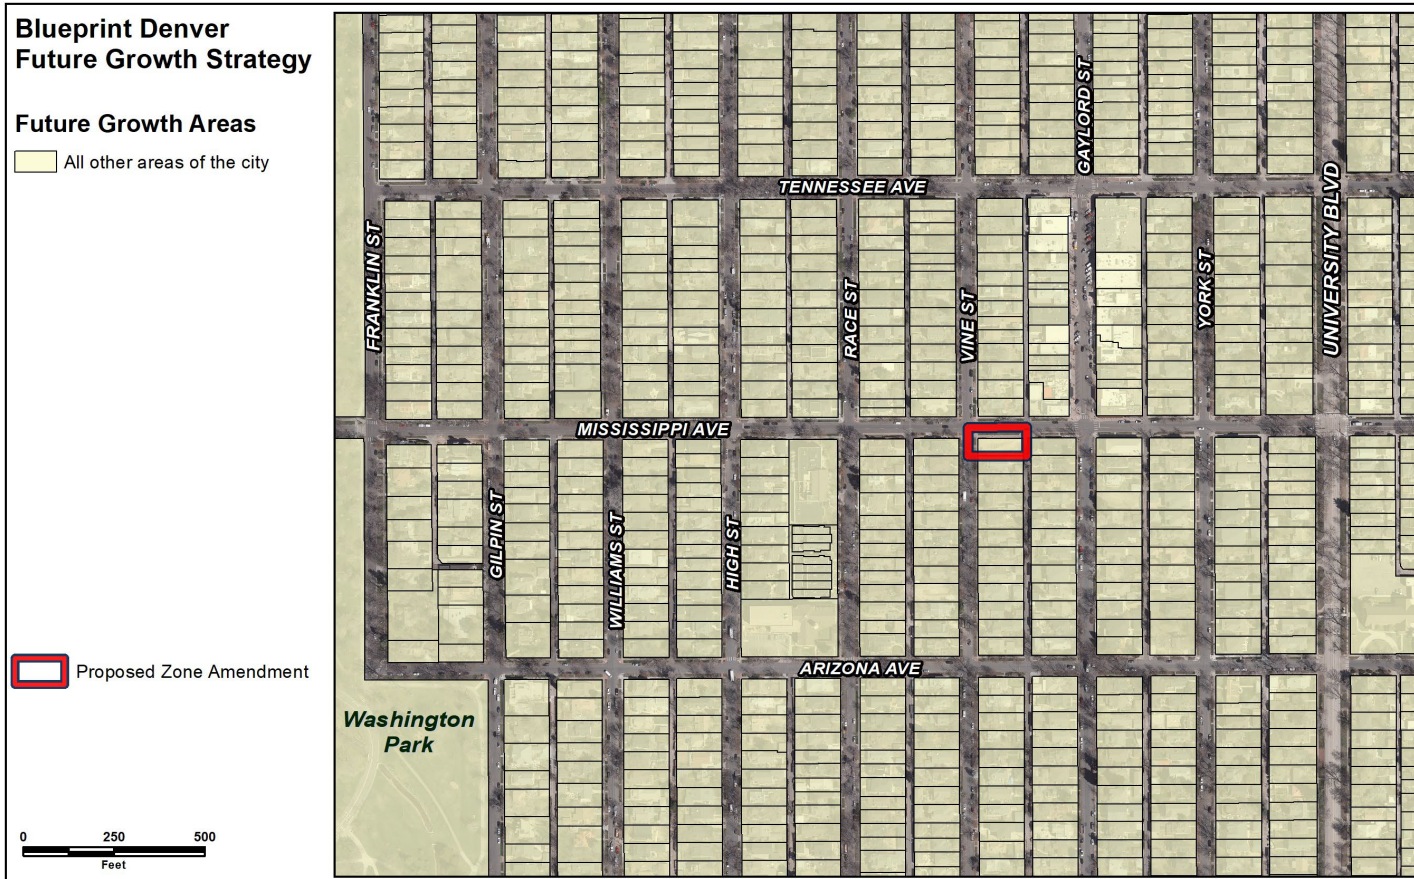 Blueprint Denver
Future Growth Strategy
Future Growth Areas
All other areas of the city
Proposed Zone Amendment
0 250 500
Feet
GAYLORD ST
TENNESSEE AVE
FRANKLIN ST
RACE ST
VINE ST
YORK ST
UNIVERSITY BLVD
MISSISSIPPI AVE
GILPIN ST
WILLIAMS ST
HIGH ST
ARIZONA AVE
Washington
Park